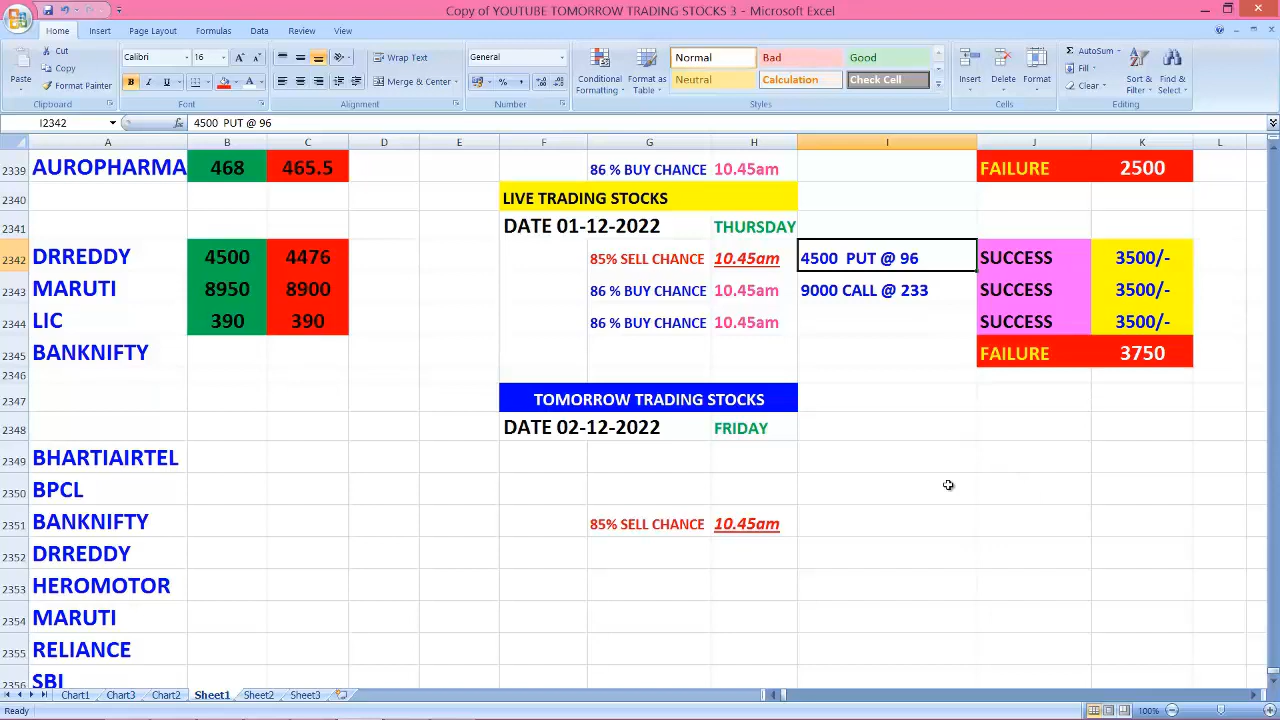 Copy of YOUTUBE TOMORROW TRADING STOCKS 3 - Microsoft Excel
Home Insert Page Layout Formulas Data Review View
Paste Cut Copy Format Painter Clipboard
Calibri 16 B I U Font
Wrap Text Merge & Center Alignment
General % , Number
Conditional Formatting Format as Table Normal Bad Good Neutral Calculation Check Cell Styles
Insert Delete Format Cells
AutoSum Fill Clear Sort & Filter Find & Select Editing
I2342 fx 4500 PUT @ 96
A B C D E F G H I J K L
2339 AUROPHARMA 468 465.5 86 % BUY CHANCE 10.45am FAILURE 2500
2340 LIVE TRADING STOCKS
2341 DATE 01-12-2022 THURSDAY
2342 DRREDDY 4500 4476 85% SELL CHANCE 10.45am 4500 PUT @ 96 SUCCESS 3500/-
2343 MARUTI 8950 8900 86 % BUY CHANCE 10.45am 9000 CALL @ 233 SUCCESS 3500/-
2344 LIC 390 390 86 % BUY CHANCE 10.45am SUCCESS 3500/-
2345 BANKNIFTY FAILURE 3750
2346
2347 TOMORROW TRADING STOCKS
2348 DATE 02-12-2022 FRIDAY
2349 BHARTIAIRTEL
2350 BPCL
2351 BANKNIFTY 85% SELL CHANCE 10.45am
2352 DRREDDY
2353 HEROMOTOR
2354 MARUTI
2355 RELIANCE
2356 SBI
Chart1 Chart3 Chart2 Sheet1 Sheet2 Sheet3
Ready 100%